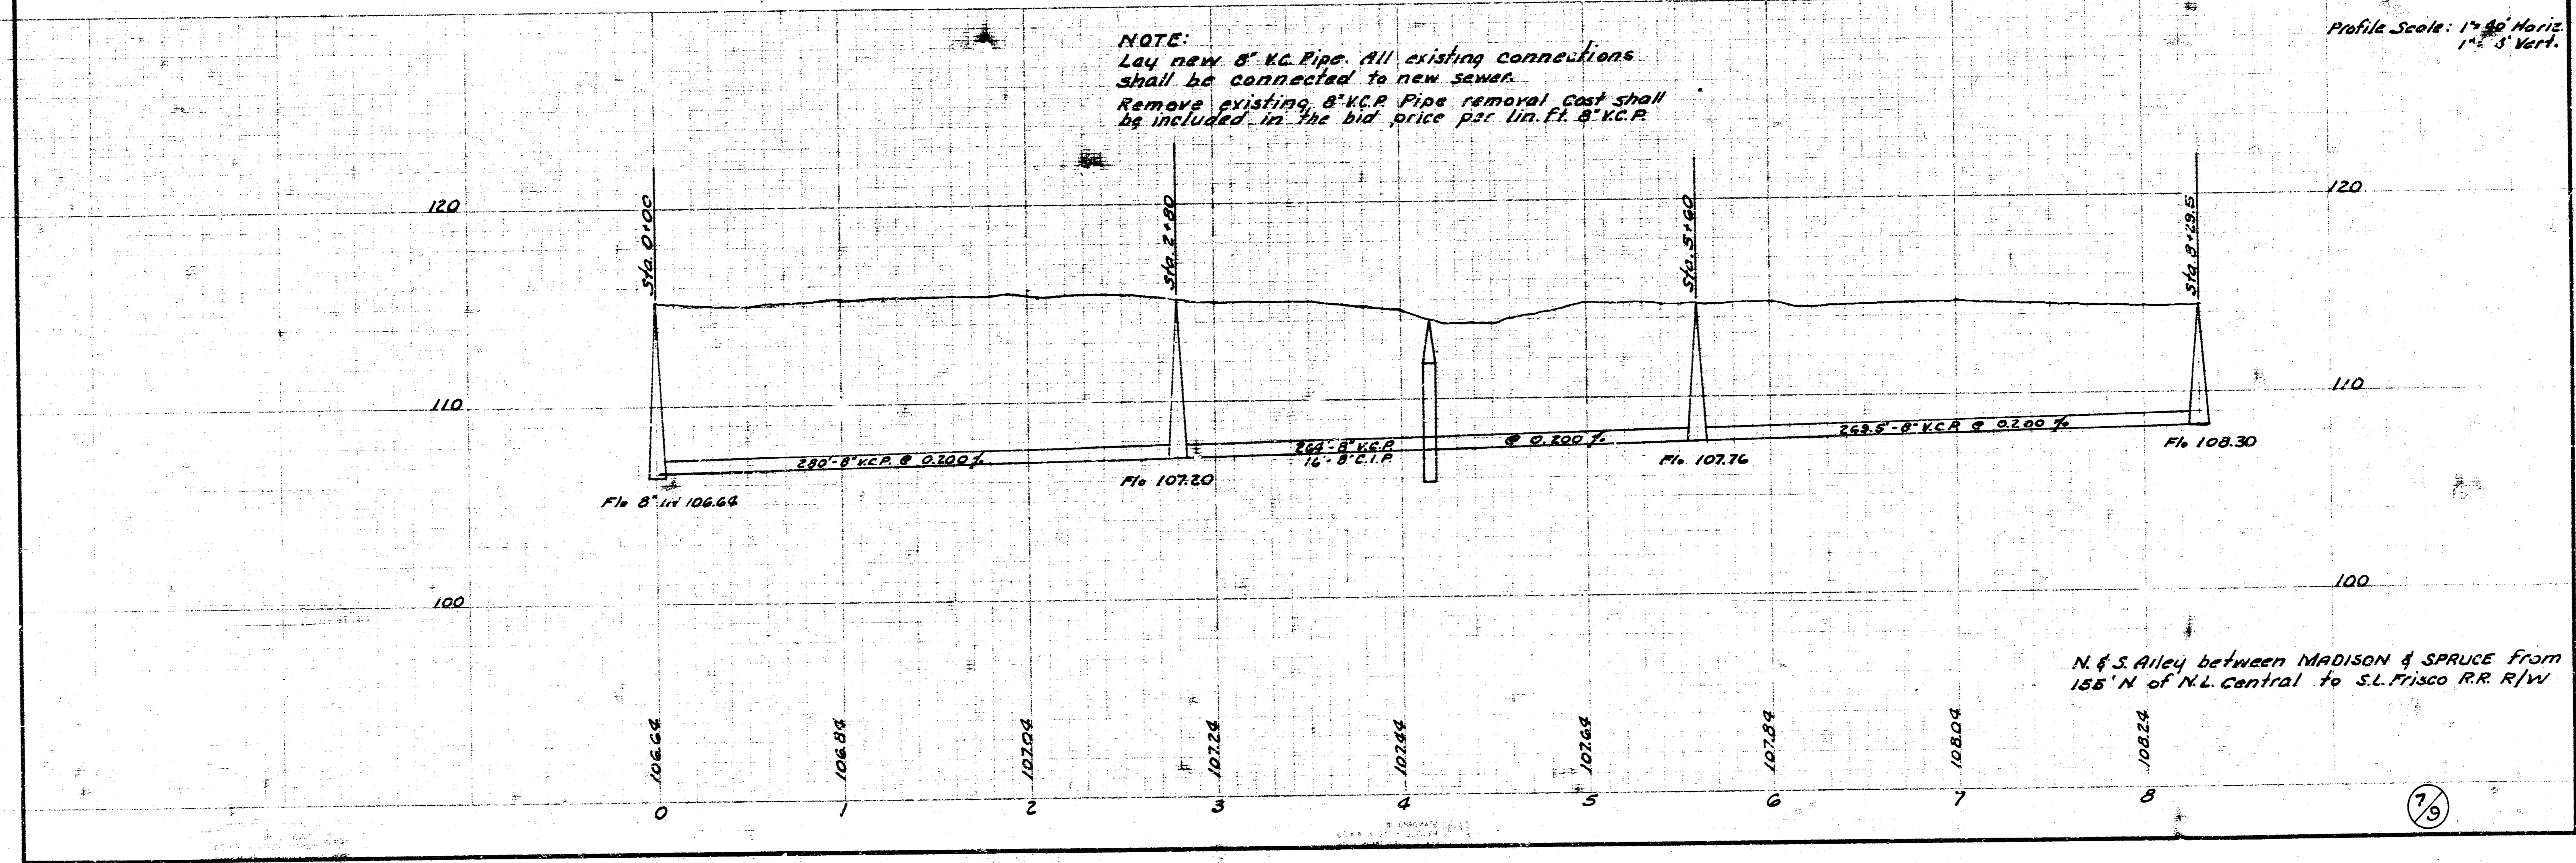 Profile Scale: 1"= 40' Horiz.
1"= 5' Vert.
NOTE:
Lay new 8" V.C. Pipe. All existing connections
shall be connected to new sewer.
Remove existing 8" V.C.P. Pipe removal cost shall
be included in the bid price per lin. ft. 8" V.C.P.
120
Sta. 0+00
Sta. 2+80
Sta. 5+60
Sta. 8+29.5
120
110
110
280'-8" V.C.P. @ 0.200%
264'-8" V.C.P.
16'-8" C.I.P.
@ 0.200%
269.5'-8" V.C.P. @ 0.200%
Flo 8" IN 106.64
Flo 107.20
Flo 107.76
Flo 108.30
100
100
N. & S. Alley between MADISON & SPRUCE from
155' N of N.L. Central to S.L. Frisco R.R. R/W
106.64
106.84
107.04
107.24
107.44
107.64
107.84
108.04
108.24
0
1
2
3
4
5
6
7
8
7/9